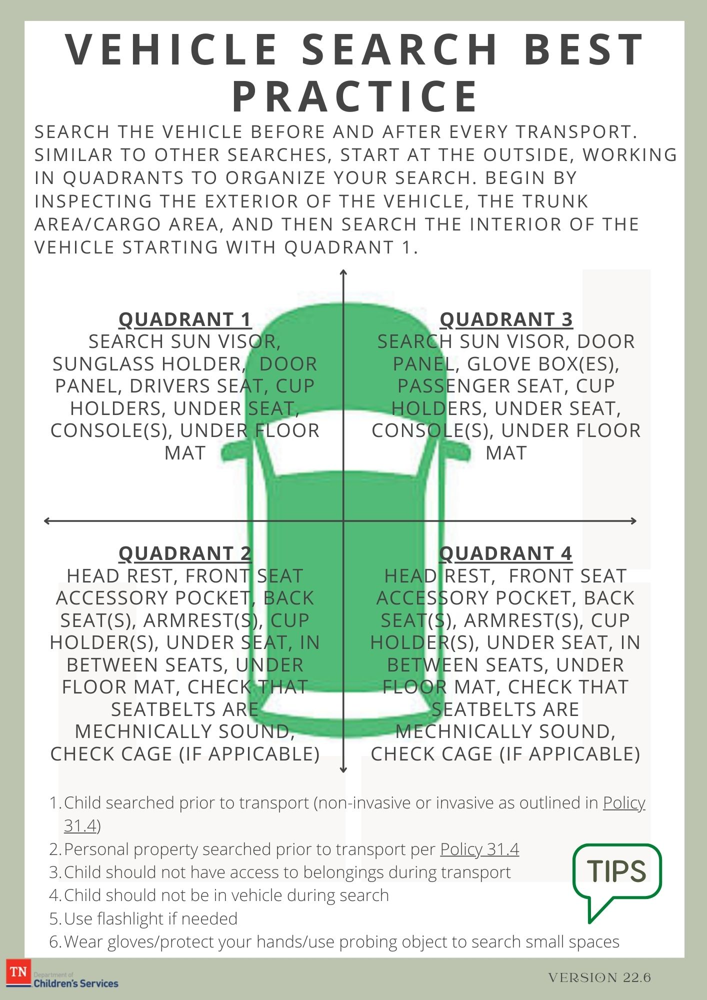 VEHICLE SEARCH BEST
PRACTICE
SEARCH THE VEHICLE BEFORE AND AFTER EVERY TRANSPORT.
SIMILAR TO OTHER SEARCHES, START AT THE OUTSIDE, WORKING
IN QUADRANTS TO ORGANIZE YOUR SEARCH. BEGIN BY
INSPECTING THE EXTERIOR OF THE VEHICLE, THE TRUNK
AREA/CARGO AREA, AND THEN SEARCH THE INTERIOR OF THE
VEHICLE STARTING WITH QUADRANT 1.
QUADRANT 1
SEARCH SUN VISOR,
SUNGLASS HOLDER, DOOR
PANEL, DRIVERS SEAT, CUP
HOLDERS, UNDER SEAT,
CONSOLE(S), UNDER FLOOR
MAT
QUADRANT 3
SEARCH SUN VISOR, DOOR
PANEL, GLOVE BOX(ES),
PASSENGER SEAT, CUP
HOLDERS, UNDER SEAT,
CONSOLE(S), UNDER FLOOR
MAT
QUADRANT 2
HEAD REST, FRONT SEAT
ACCESSORY POCKET, BACK
SEAT(S), ARMREST(S), CUP
HOLDER(S), UNDER SEAT, IN
BETWEEN SEATS, UNDER
FLOOR MAT, CHECK THAT
SEATBELTS ARE
MECHNICALLY SOUND,
CHECK CAGE (IF APPICABLE)
QUADRANT 4
HEAD REST, FRONT SEAT
ACCESSORY POCKET, BACK
SEAT(S), ARMREST(S), CUP
HOLDER(S), UNDER SEAT, IN
BETWEEN SEATS, UNDER
FLOOR MAT, CHECK THAT
SEATBELTS ARE
MECHNICALLY SOUND,
CHECK CAGE (IF APPICABLE)
1. Child searched prior to transport (non-invasive or invasive as outlined in Policy
31.4)
2. Personal property searched prior to transport per Policy 31.4
3. Child should not have access to belongings during transport
4. Child should not be in vehicle during search
5. Use flashlight if needed
6. Wear gloves/protect your hands/use probing object to search small spaces
TIPS
TN
Department of
Children's Services
VERSION 22.6